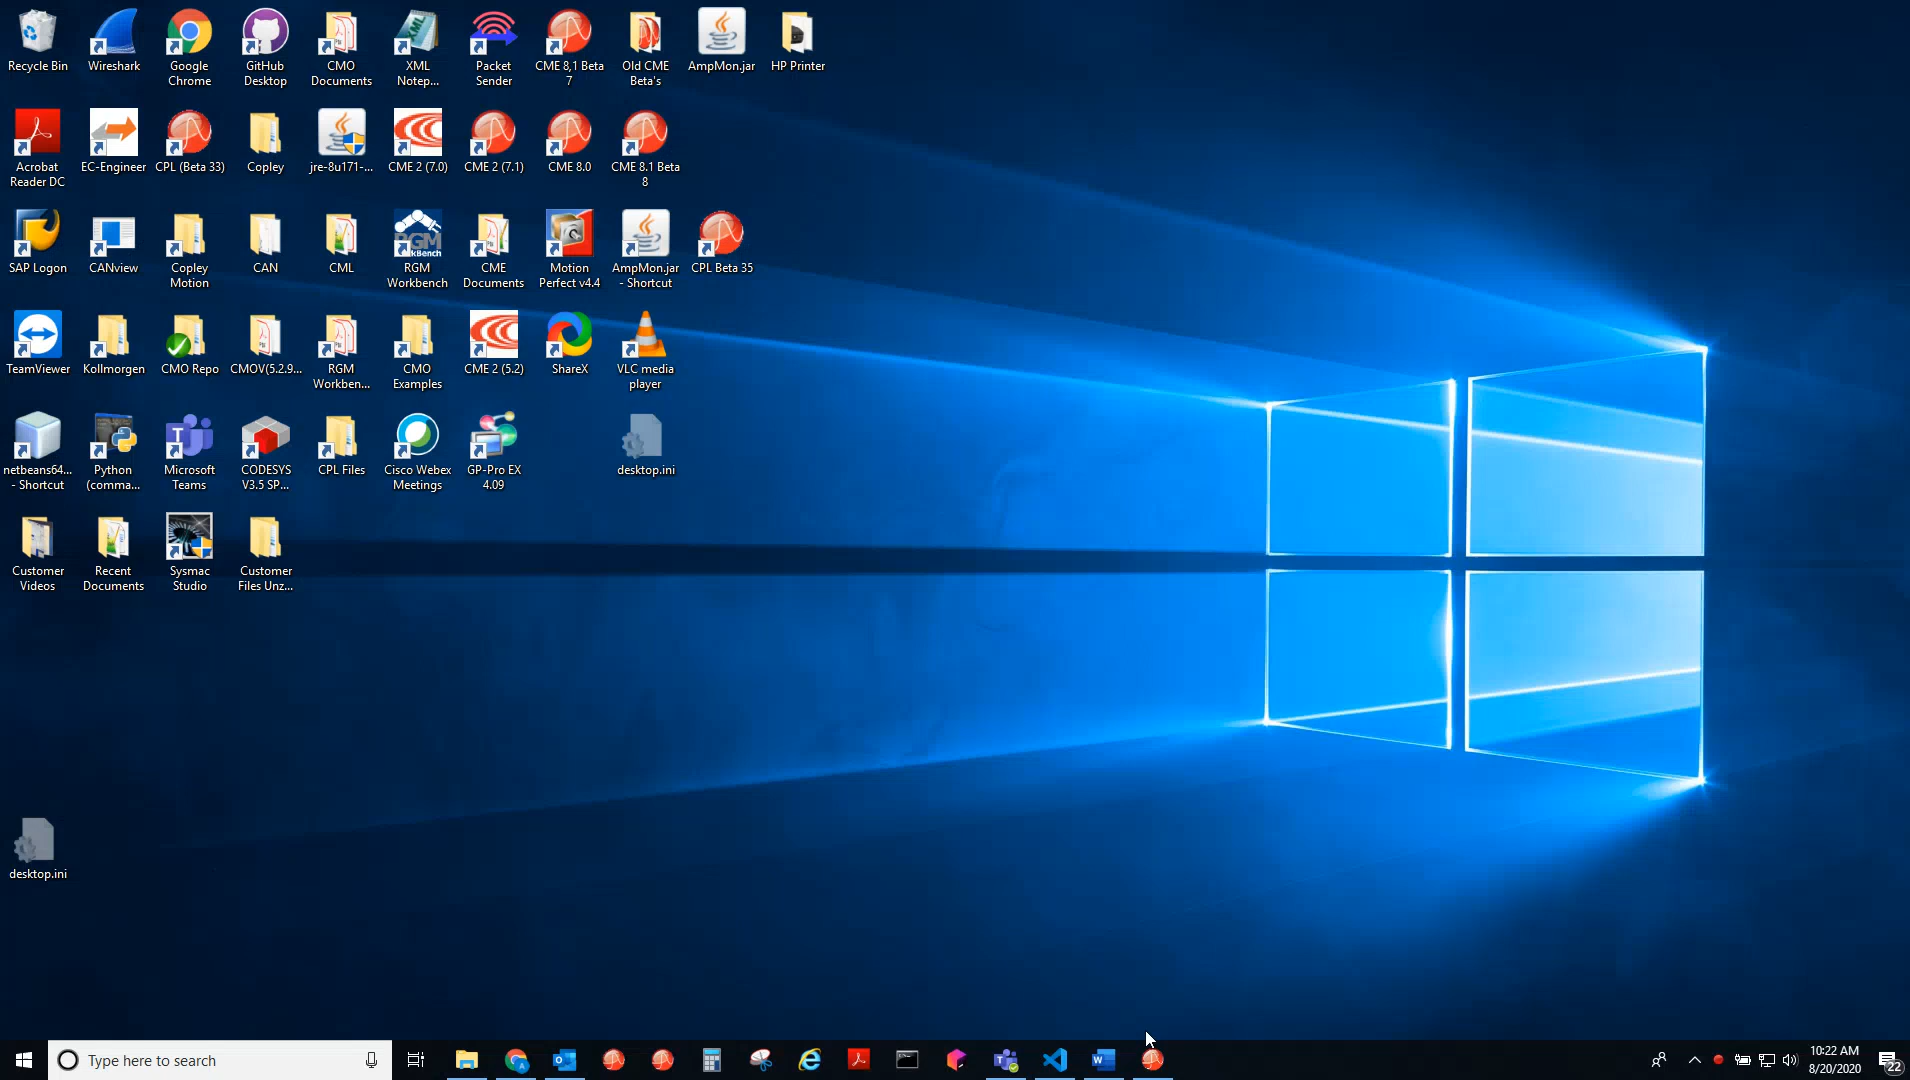 Recycle Bin
Wireshark
Google
Chrome
GitHub
Desktop
CMO
Documents
XML
Notep...
Packet
Sender
CME 8,1 Beta
7
Old CME
Beta's
AmpMon.jar
HP Printer
Acrobat
Reader DC
EC-Engineer
CPL (Beta 33)
Copley
jre-8u171-...
CME 2 (7.0)
CME 2 (7.1)
CME 8.0
CME 8.1 Beta
8
SAP Logon
CANview
Copley
Motion
CAN
CML
RGM
Workbench
CME
Documents
Motion
Perfect v4.4
AmpMon.jar
- Shortcut
CPL Beta 35
TeamViewer
Kollmorgen
CMO Repo
CMOV(5.2.9...
RGM
Workben...
CMO
Examples
CME 2 (5.2)
ShareX
VLC media
player
netbeans64...
- Shortcut
Python
(comma...
Microsoft
Teams
CODESYS
V3.5 SP...
CPL Files
Cisco Webex
Meetings
GP-Pro EX
4.09
desktop.ini
Customer
Videos
Recent
Documents
Sysmac
Studio
Customer
Files Unz...
desktop.ini
Type here to search
10:22 AM
8/20/2020
22